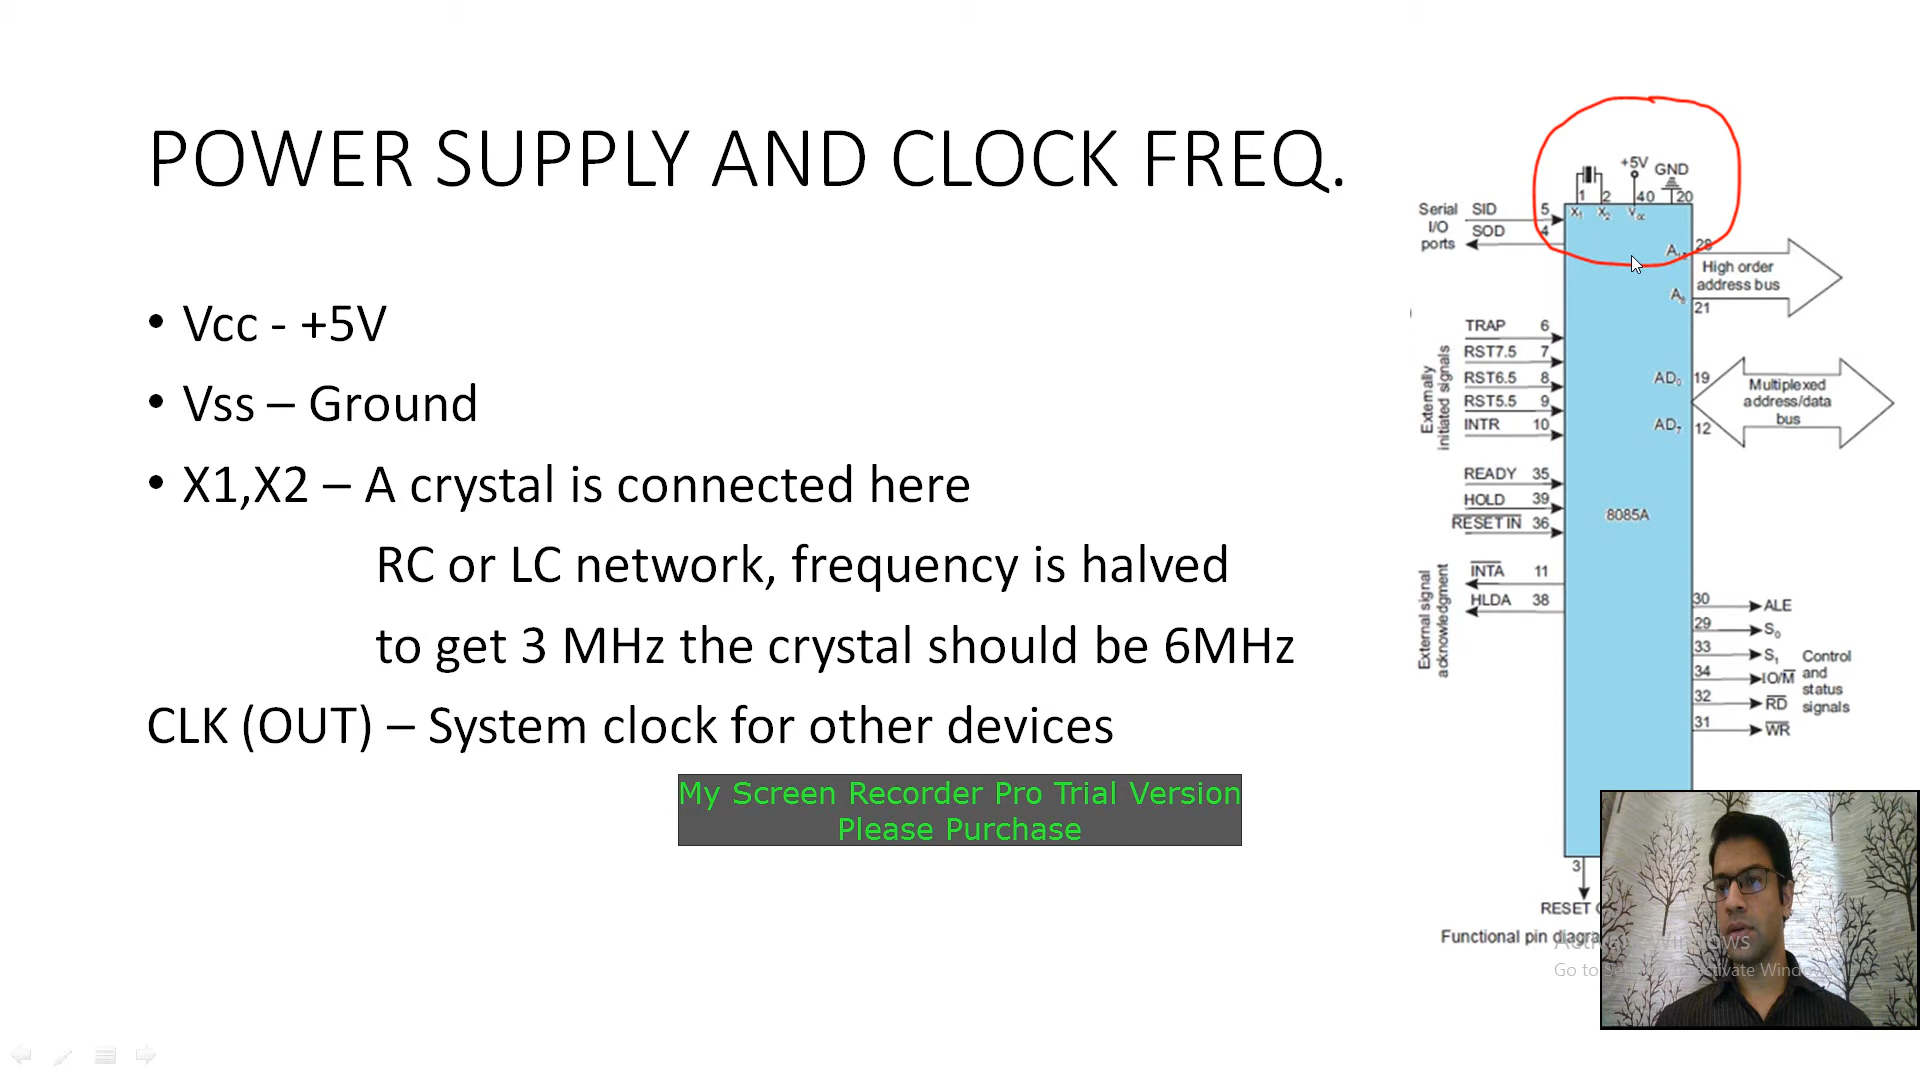 POWER SUPPLY AND CLOCK FREQ.
• Vcc - +5V
• Vss – Ground
• X1,X2 – A crystal is connected here
RC or LC network, frequency is halved
to get 3 MHz the crystal should be 6MHz
CLK (OUT) – System clock for other devices
My Screen Recorder Pro Trial Version
Please Purchase
+5V GND
1 2 40 20
X1 X2 Vcc
Serial I/O ports
SID 5
SOD 4
A 28
High order address bus
A8 21
Externally initiated signals
TRAP 6
RST7.5 7
RST6.5 8
RST5.5 9
INTR 10
AD0 19
Multiplexed address/data bus
AD7 12
READY 35
HOLD 39
RESET IN 36
8085A
External signal acknowledgment
INTA 11
HLDA 38
30 ALE
29 S0
33 S1
34 IO/M
32 RD
31 WR
Control and status signals
3
RESET
Functional pin
Go to